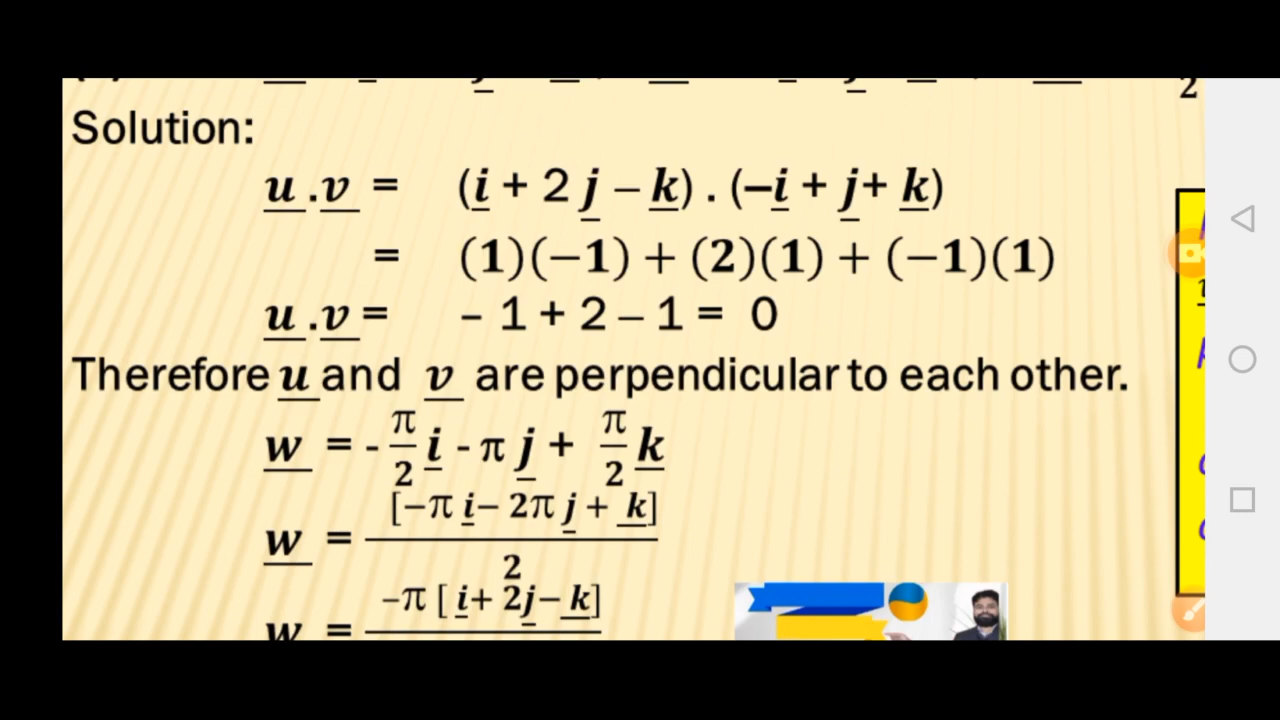 2
Solution:
u .v = (i + 2 j – k) . (–i + j+ k)
= (1)(−1) + (2)(1) + (−1)(1)
u .v = – 1 + 2 – 1 = 0
Therefore u and v are perpendicular to each other.
w = - π/2 i - π j + π/2 k
w = [−π i− 2π j + k] / 2
w = −π [ i+ 2j− k]